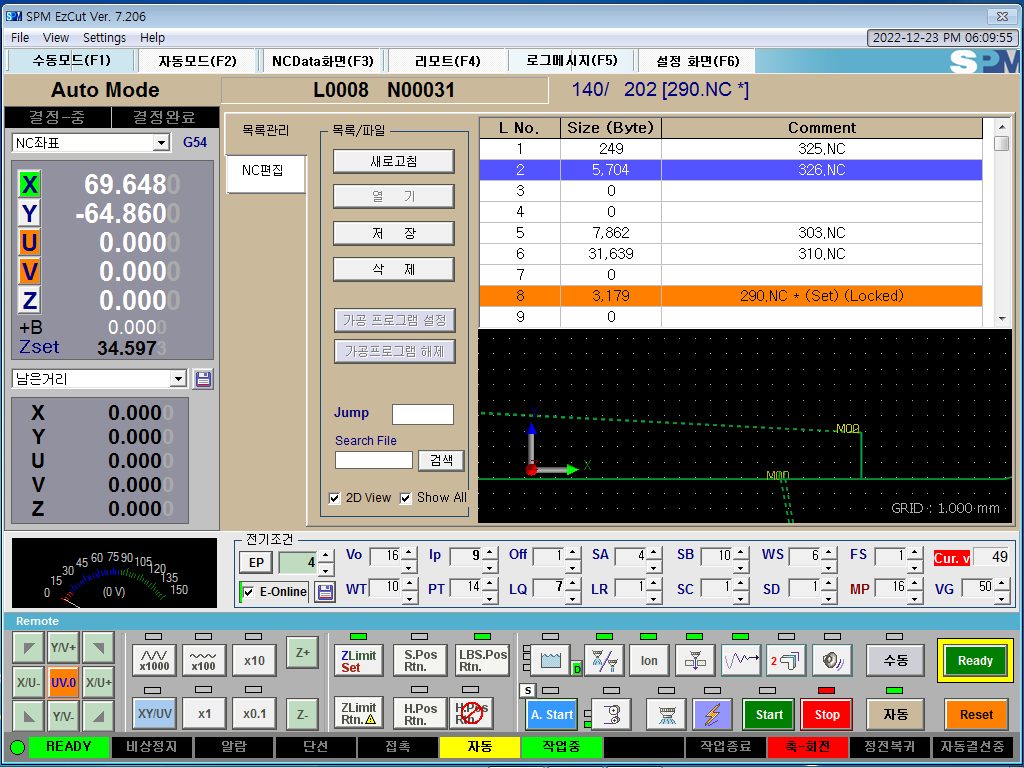 SPM EzCut Ver. 7.206
File View Settings Help
2022-12-23 PM 06:09:55
수동모드(F1) 자동모드(F2) NCData화면(F3) 리모트(F4) 로그메시지(F5) 설정 화면(F6)
SPM
Auto Mode L0008 N00031 140/ 202 [290.NC *]
결정-중 결정완료
NC좌표 G54
X 69.6480
Y -64.8600
U 0.0000
V 0.0000
Z 0.0000
+B 0.0000
Zset 34.5973
남은거리
X 0.0000
Y 0.0000
U 0.0000
V 0.0000
Z 0.0000
목록관리
NC편집
목록/파일
새로고침
열 기
저 장
삭 제
가공 프로그램 설정
가공프로그램 해제
Jump
Search File
검색
2D View Show All
L No. Size (Byte) Comment
1 249 325.NC
2 5,704 326.NC
3 0
4 0
5 7,862 303.NC
6 31,639 310.NC
7 0
8 3,179 290.NC * (Set) (Locked)
9 0
M00
Y
X
M00
GRID : 1.000 mm
0 15 30 45 60 75 90 105 120 135 150
(0 V)
전기조건
EP 4
E-Online
Vo 16 Ip 9 Off 1 SA 4 SB 10 WS 6 FS 1 Cur. v 49
WT 10 PT 14 LQ 7 LR 1 SC 1 SD 1 MP 16 VG 50
Remote
Y/V+
X/U- UV.0 X/U+
Y/V-
x1000 x100 x10 Z+
XY/UV x1 x0.1 Z-
ZLimit Set S.Pos Rtn. LBS.Pos Rtn.
ZLimit Rtn. H.Pos Rtn. H.Pos Rtn.
D Ion 2 수동 Ready
S A. Start Start Stop 자동 Reset
READY 비상정지 알람 단선 접촉 자동 작업중 작업종료 축-회전 정전복귀 자동결선중